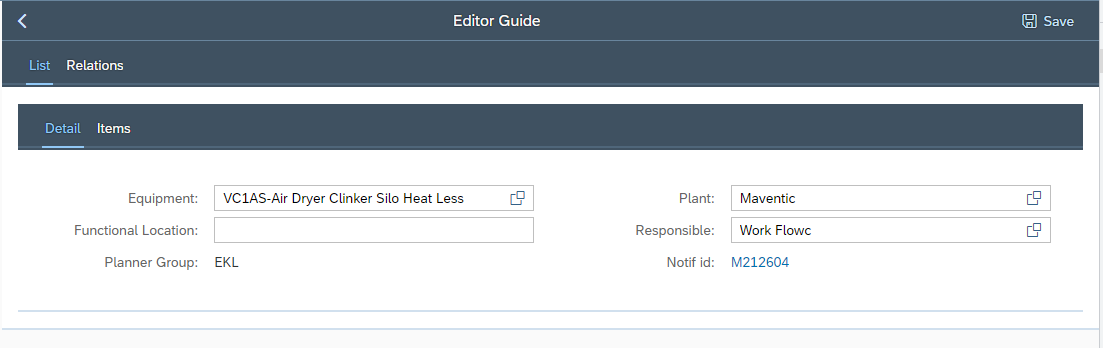 Editor Guide Save
List Relations
Detail Items
Equipment: VC1AS-Air Dryer Clinker Silo Heat Less Plant: Maventic
Functional Location: Responsible: Work Flowc
Planner Group: EKL Notif id: M212604